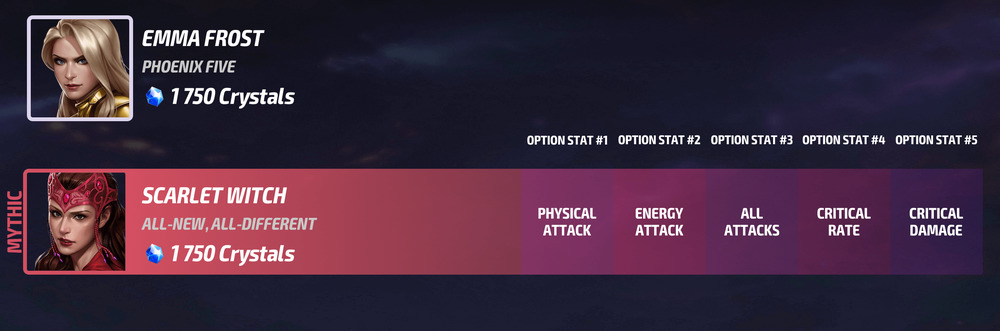 EMMA FROST
PHOENIX FIVE
1 750 Crystals
OPTION STAT #1 OPTION STAT #2 OPTION STAT #3 OPTION STAT #4 OPTION STAT #5
MYTHIC
SCARLET WITCH
ALL-NEW, ALL-DIFFERENT
1 750 Crystals
PHYSICAL ATTACK
ENERGY ATTACK
ALL ATTACKS
CRITICAL RATE
CRITICAL DAMAGE